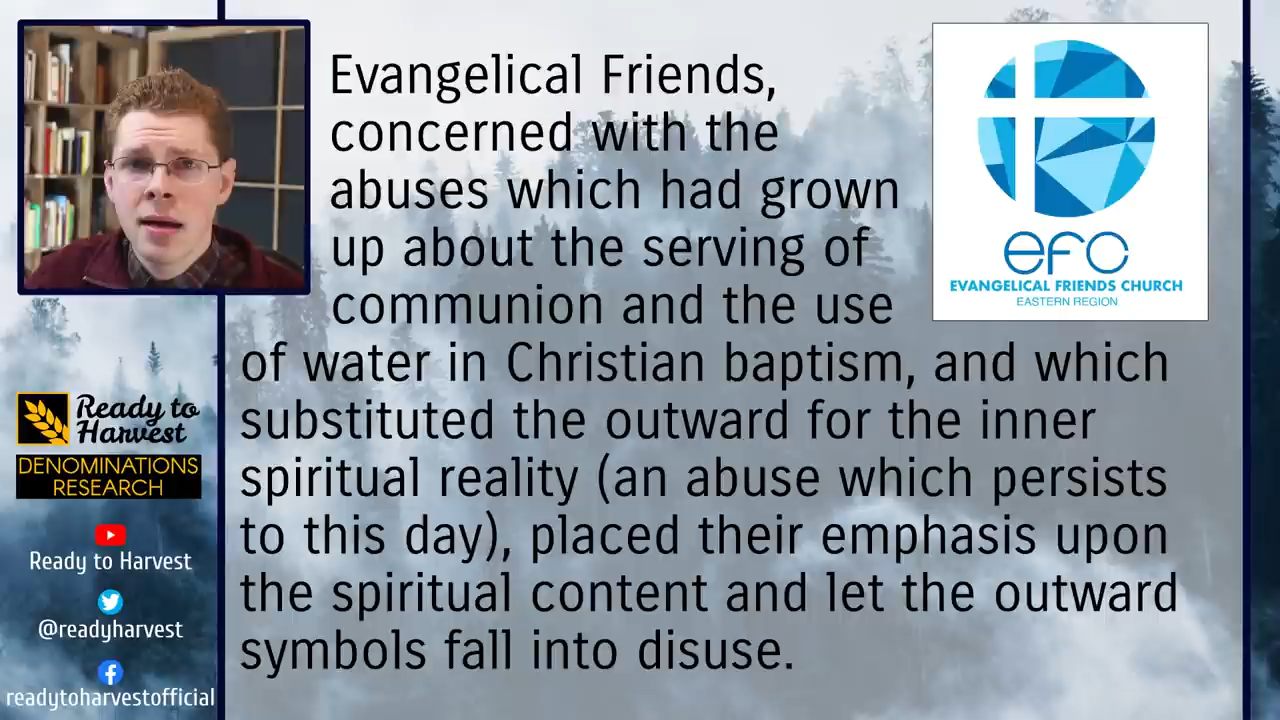 Evangelical Friends,
concerned with the
abuses which had grown
up about the serving of
communion and the use
of water in Christian baptism, and which
substituted the outward for the inner
spiritual reality (an abuse which persists
to this day), placed their emphasis upon
the spiritual content and let the outward
symbols fall into disuse.
efc
EVANGELICAL FRIENDS CHURCH
EASTERN REGION
Ready to
Harvest
DENOMINATIONS
RESEARCH
Ready to Harvest
@readyharvest
readytoharvestofficial